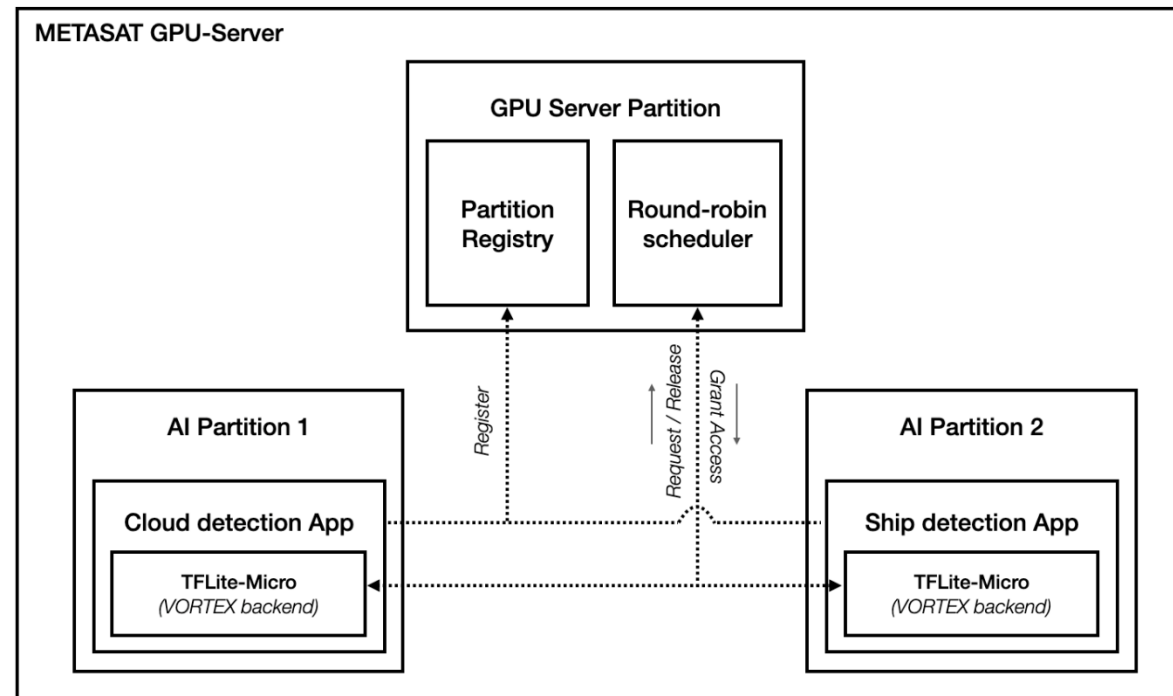 METASAT GPU-Server
GPU Server Partition
Partition
Registry
Round-robin
scheduler
Register
Request / Release
Grant Access
AI Partition 1
Cloud detection App
TFLite-Micro
(VORTEX backend)
AI Partition 2
Ship detection App
TFLite-Micro
(VORTEX backend)